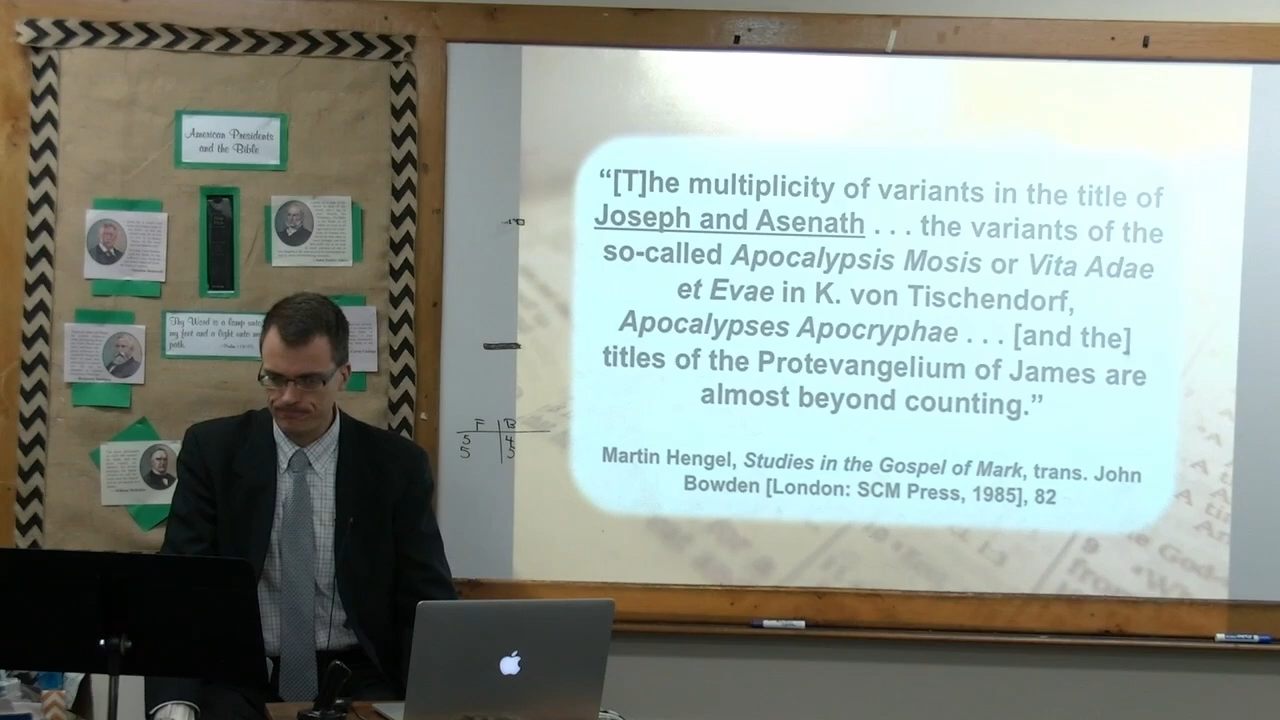 American Presidents
and the Bible
Thy Word is a lamp unto
my feet and a light unto
path.
F B
5 4
5 5
“[T]he multiplicity of variants in the title of
Joseph and Asenath . . . the variants of the
so-called Apocalypsis Mosis or Vita Adae
et Evae in K. von Tischendorf,
Apocalypses Apocryphae . . . [and the]
titles of the Protevangelium of James are
almost beyond counting.”
Martin Hengel, Studies in the Gospel of Mark, trans. John
Bowden [London: SCM Press, 1985], 82